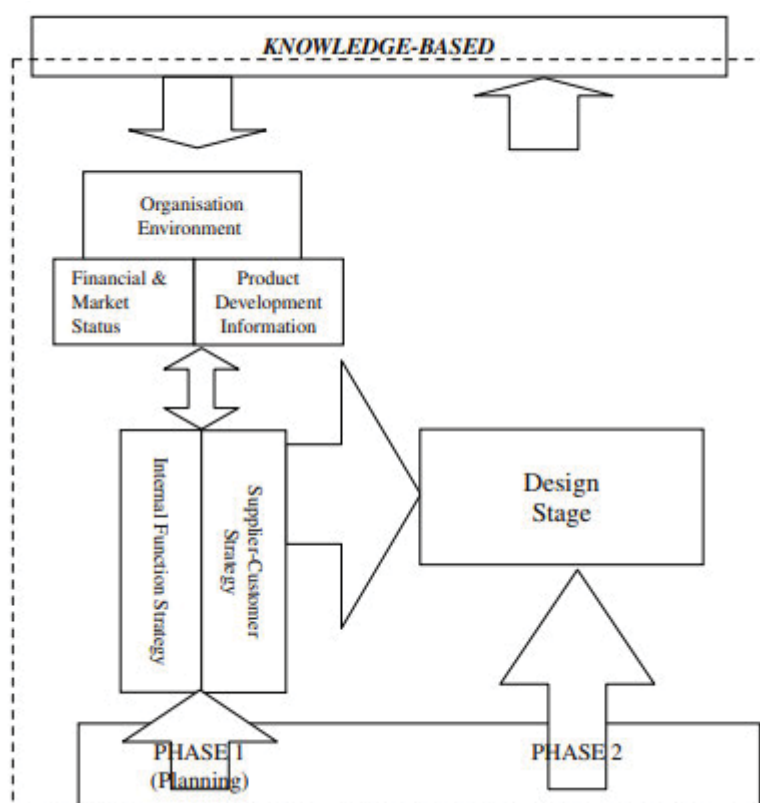 KNOWLEDGE-BASED
Organisation
Environment
Financial &
Market
Status
Product
Development
Information
Internal Function Strategy
Supplier-Customer
Strategy
Design
Stage
PHASE 1
(Planning)
PHASE 2